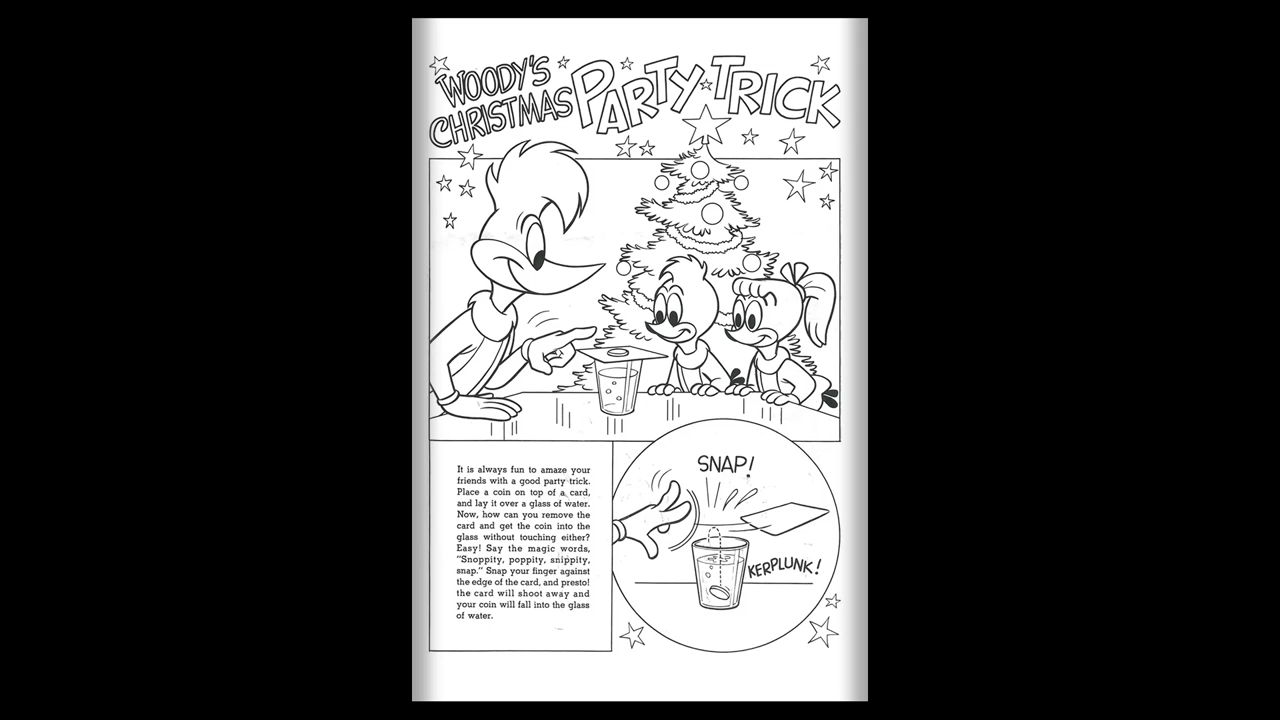 WOODY'S
CHRISTMAS
PARTY TRICK
It is always fun to amaze your
friends with a good party trick.
Place a coin on top of a card,
and lay it over a glass of water.
Now, how can you remove the
card and get the coin into the
glass without touching either?
Easy! Say the magic words,
"Snoppity, poppity, snippity,
snap." Snap your finger against
the edge of the card, and presto!
the card will shoot away and
your coin will fall into the glass
of water.
SNAP!
KERPLUNK!